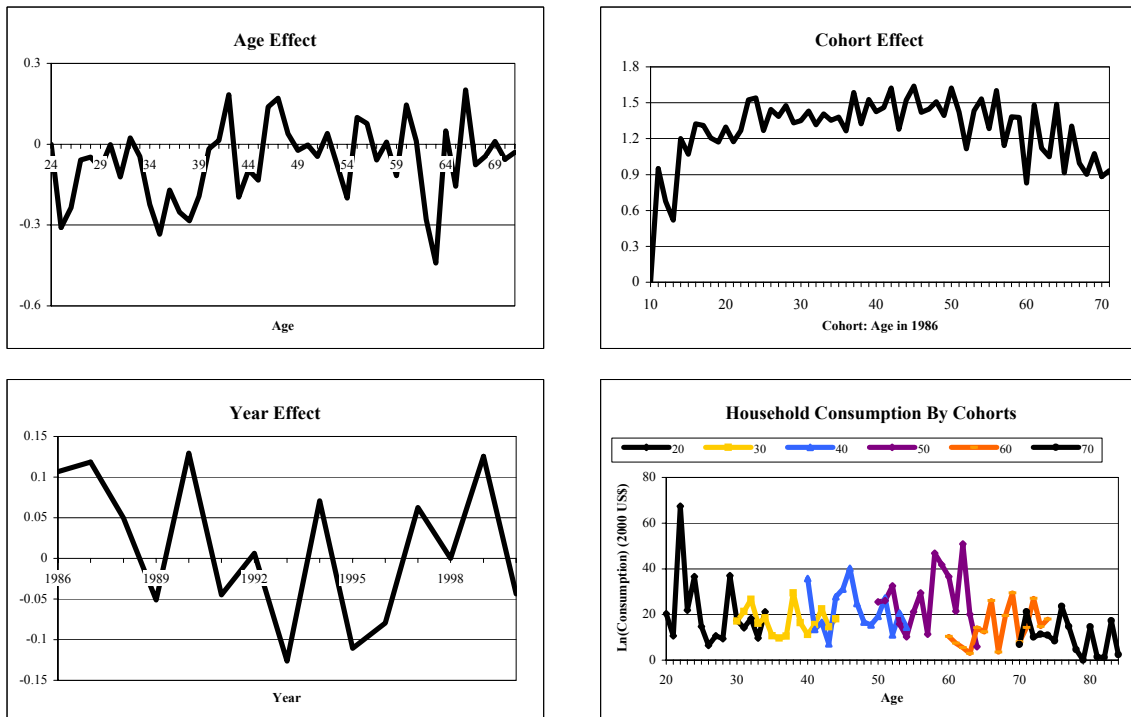 Age Effect
0.3
0
-0.3
-0.6
24 29 34 39 44 49 54 59 64 69
Age
Cohort Effect
1.8
1.5
1.2
0.9
0.6
0.3
0
10 20 30 40 50 60 70
Cohort: Age in 1986
Year Effect
0.15
0.1
0.05
0
-0.05
-0.1
-0.15
1986 1989 1992 1995 1998
Year
Household Consumption By Cohorts
20 30 40 50 60 70
Ln(Consumption) (2000 US$)
80
60
40
20
0
20 30 40 50 60 70 80
Age